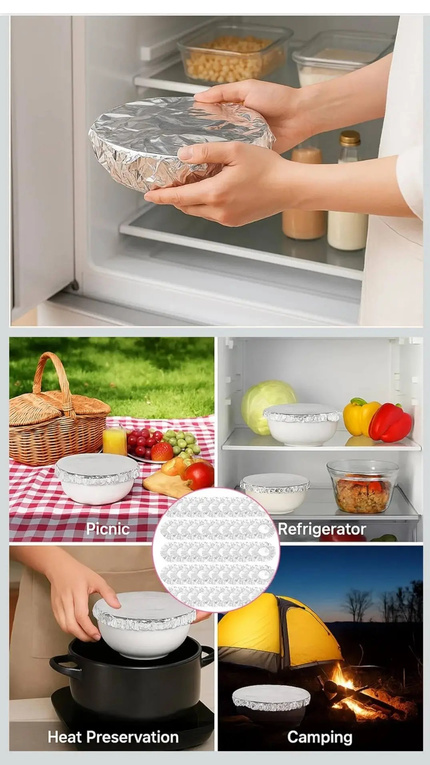 Picnic
Refrigerator
Heat Preservation
Camping